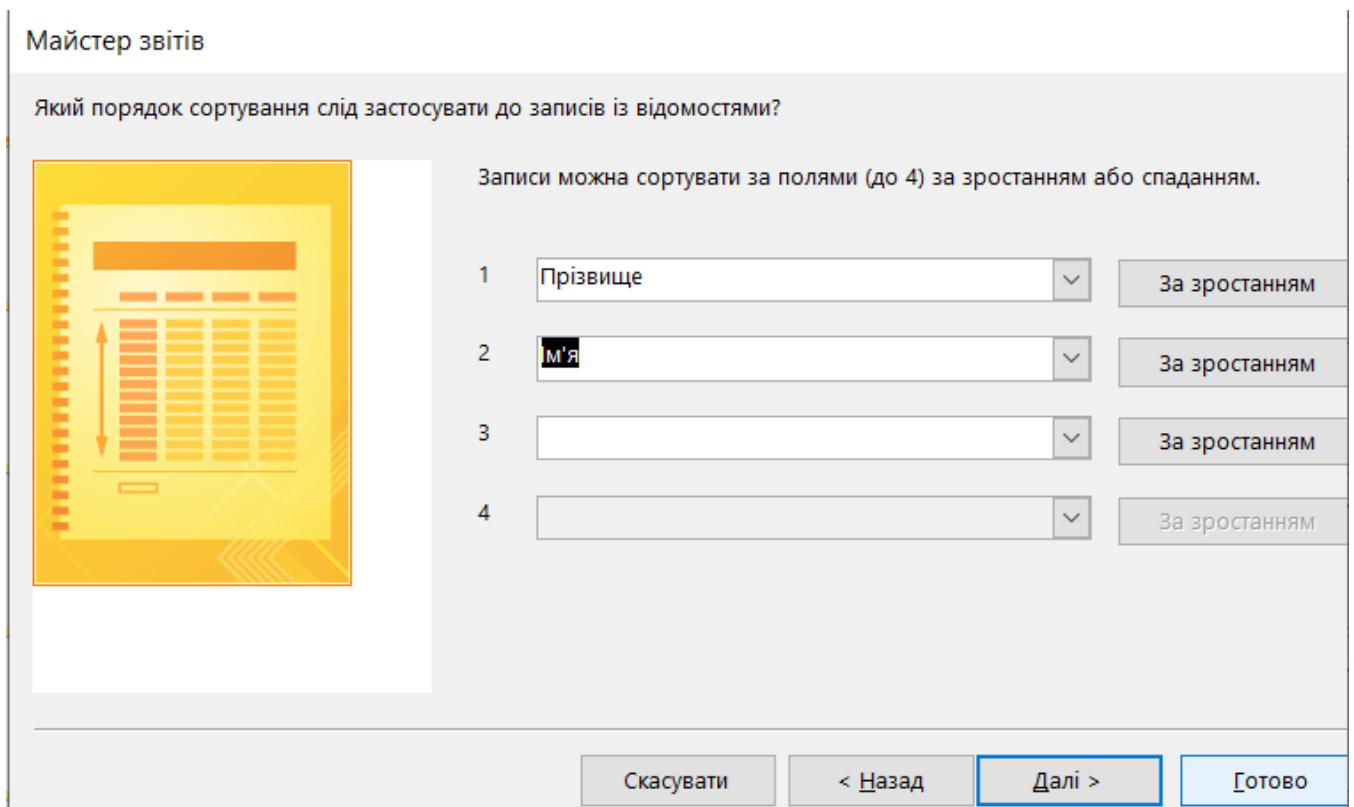 Майстер звітів
Який порядок сортування слід застосувати до записів із відомостями?
Записи можна сортувати за полями (до 4) за зростанням або спаданням.
1 Прізвище За зростанням
2 Ім'я За зростанням
3 За зростанням
4 За зростанням
Скасувати < Назад Далі > Готово